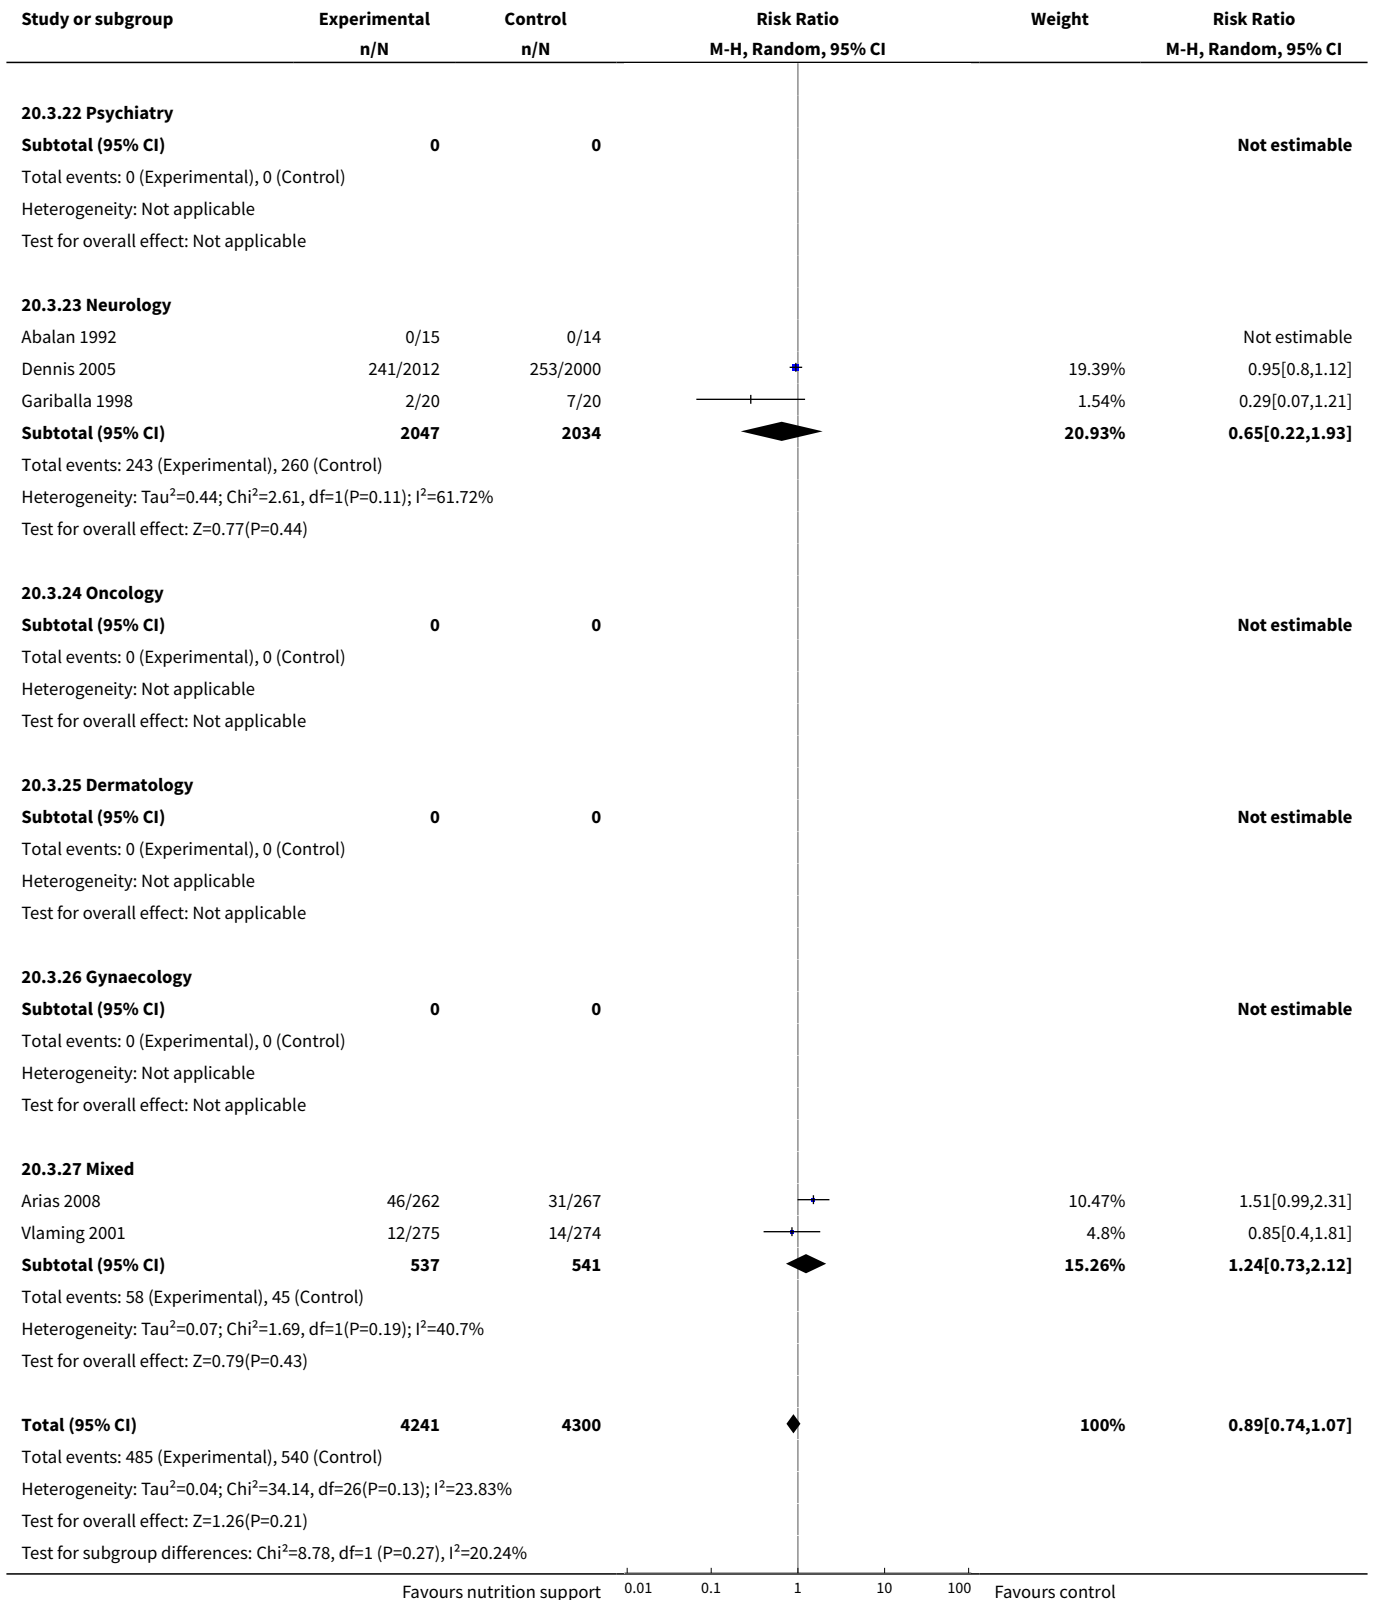 Study or subgroup Experimental Control Risk Ratio Weight Risk Ratio
n/N n/N M-H, Random, 95% CI M-H, Random, 95% CI
20.3.22 Psychiatry
Subtotal (95% CI) 0 0 Not estimable
Total events: 0 (Experimental), 0 (Control)
Heterogeneity: Not applicable
Test for overall effect: Not applicable
20.3.23 Neurology
Abalan 1992 0/15 0/14 Not estimable
Dennis 2005 241/2012 253/2000 19.39% 0.95[0.8,1.12]
Gariballa 1998 2/20 7/20 1.54% 0.29[0.07,1.21]
Subtotal (95% CI) 2047 2034 20.93% 0.65[0.22,1.93]
Total events: 243 (Experimental), 260 (Control)
Heterogeneity: Tau²=0.44; Chi²=2.61, df=1(P=0.11); I²=61.72%
Test for overall effect: Z=0.77(P=0.44)
20.3.24 Oncology
Subtotal (95% CI) 0 0 Not estimable
Total events: 0 (Experimental), 0 (Control)
Heterogeneity: Not applicable
Test for overall effect: Not applicable
20.3.25 Dermatology
Subtotal (95% CI) 0 0 Not estimable
Total events: 0 (Experimental), 0 (Control)
Heterogeneity: Not applicable
Test for overall effect: Not applicable
20.3.26 Gynaecology
Subtotal (95% CI) 0 0 Not estimable
Total events: 0 (Experimental), 0 (Control)
Heterogeneity: Not applicable
Test for overall effect: Not applicable
20.3.27 Mixed
Arias 2008 46/262 31/267 10.47% 1.51[0.99,2.31]
Vlaming 2001 12/275 14/274 4.8% 0.85[0.4,1.81]
Subtotal (95% CI) 537 541 15.26% 1.24[0.73,2.12]
Total events: 58 (Experimental), 45 (Control)
Heterogeneity: Tau²=0.07; Chi²=1.69, df=1(P=0.19); I²=40.7%
Test for overall effect: Z=0.79(P=0.43)
Total (95% CI) 4241 4300 100% 0.89[0.74,1.07]
Total events: 485 (Experimental), 540 (Control)
Heterogeneity: Tau²=0.04; Chi²=34.14, df=26(P=0.13); I²=23.83%
Test for overall effect: Z=1.26(P=0.21)
Test for subgroup differences: Chi²=8.78, df=1 (P=0.27), I²=20.24%
Favours nutrition support 0.01 0.1 1 10 100 Favours control